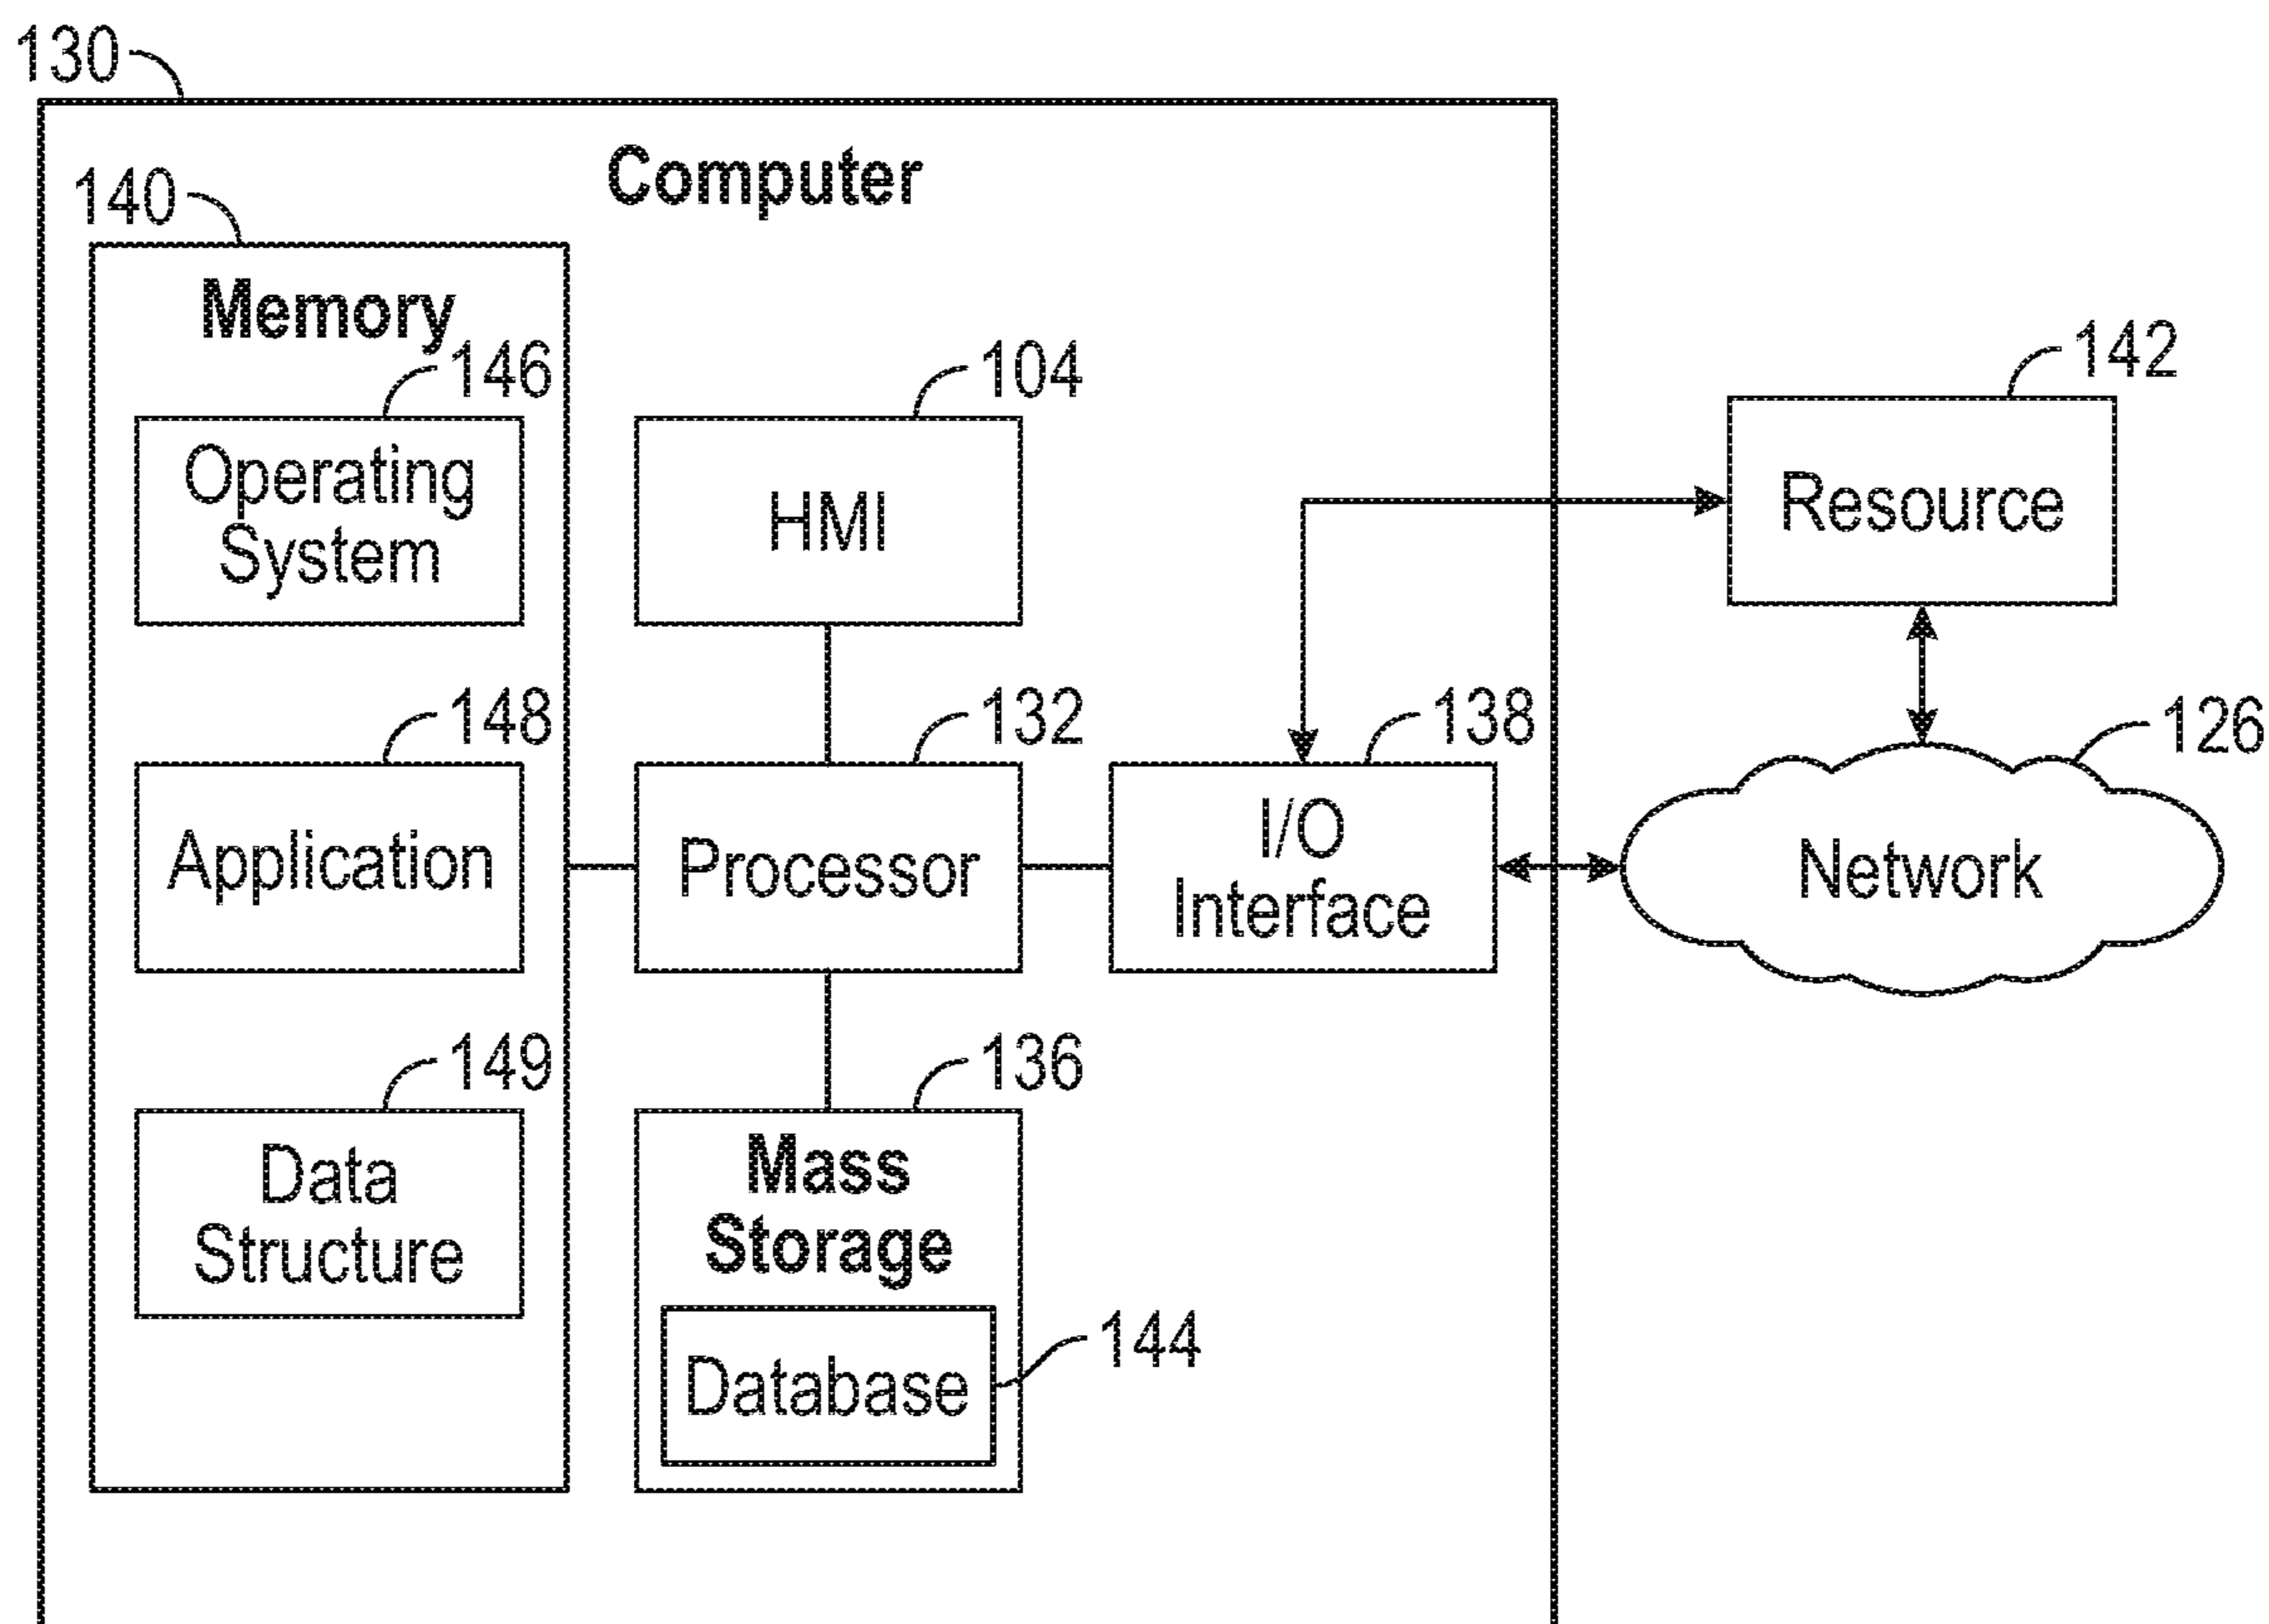 130
Computer
140
Memory
146
Operating
System
104
HMI
142
Resource
148
Application
132
Processor
138
I/O
Interface
126
Network
149
Data
Structure
136
Mass
Storage
144
Database